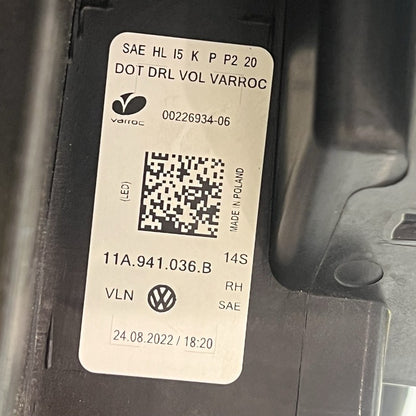 SAE HL I5 K P P2 20
DOT DRL VOL VARROC
varroc
00226934-06
(LED)
MADE IN POLAND
11A.941.036.B
14S
VLN
RH
SAE
24.08.2022 / 18:20